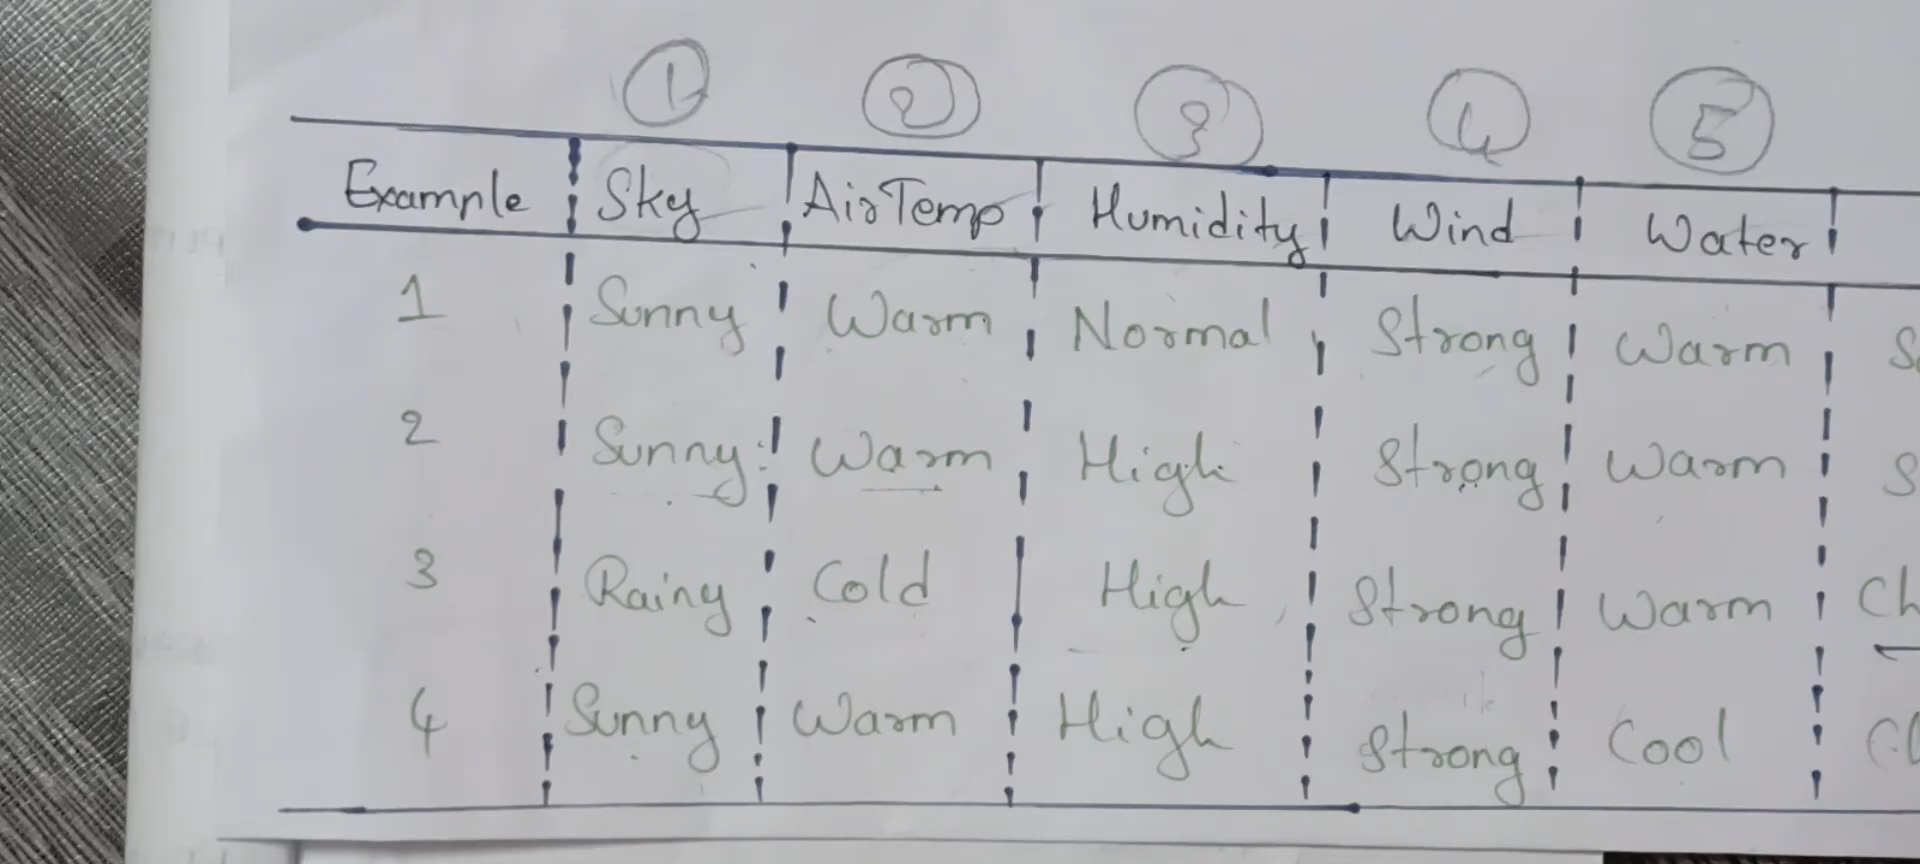 1 2 3 4 5
Example Sky AirTemp Humidity Wind Water
1 Sunny Warm Normal Strong Warm
2 Sunny Warm High Strong Warm
3 Rainy Cold High Strong Warm
4 Sunny Warm High Strong Cool